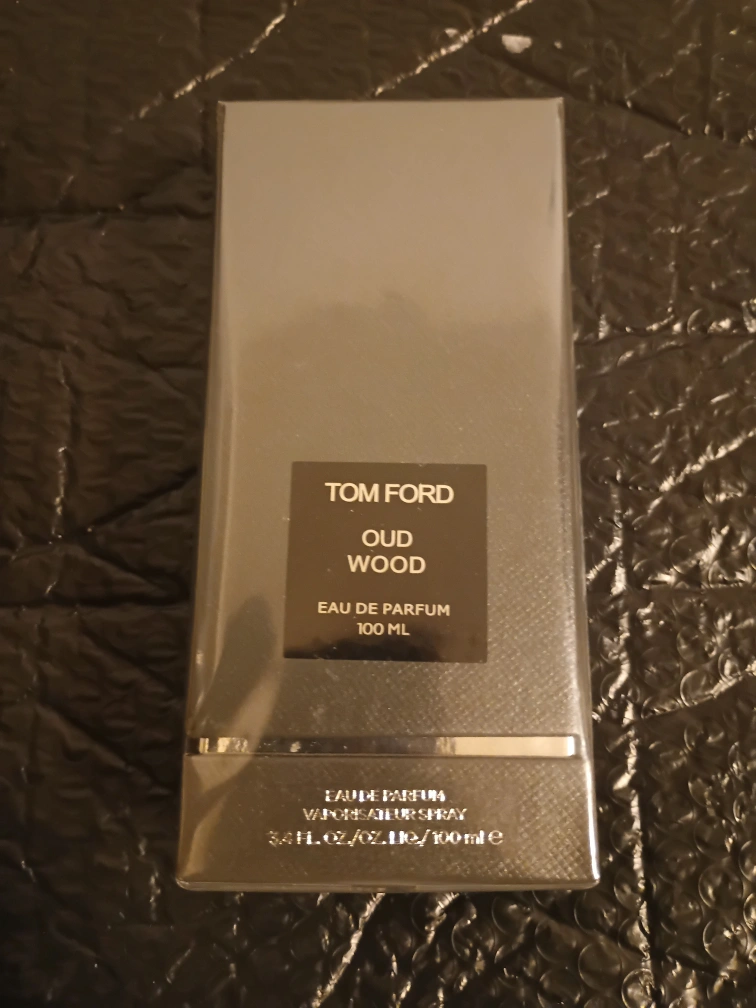 TOM FORD
OUD
WOOD
EAU DE PARFUM
100 ML
EAU DE PARFUM
VAPORISATEUR SPRAY
3.4 FL. OZ./OZ. LIQ./100 ml ℮